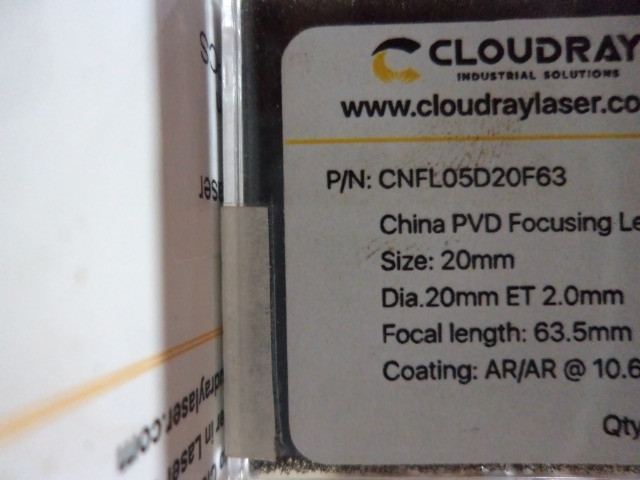 CLOUDRAY
INDUSTRIAL SOLUTIONS
www.cloudraylaser.co
P/N: CNFL05D20F63
China PVD Focusing Le
Size: 20mm
Dia.20mm ET 2.0mm
Focal length: 63.5mm
Coating: AR/AR @ 10.6
Qty